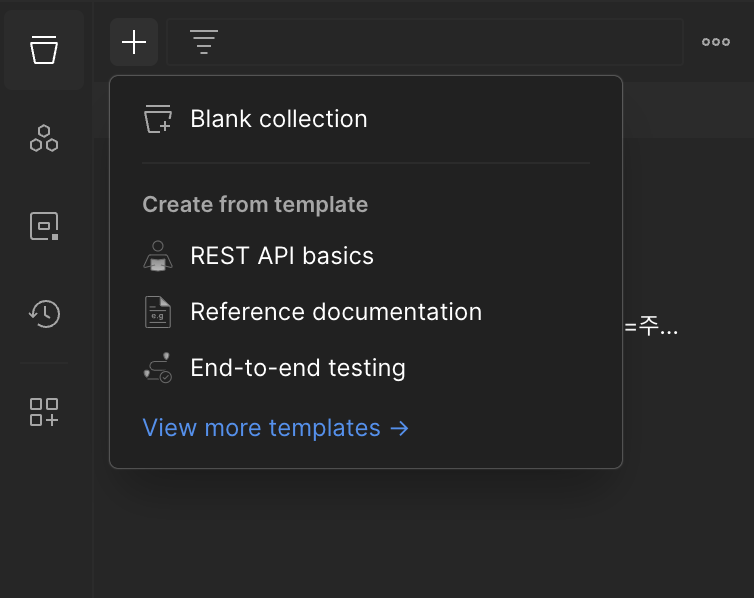 Blank collection
Create from template
REST API basics
e.g
Reference documentation
=주...
End-to-end testing
View more templates →